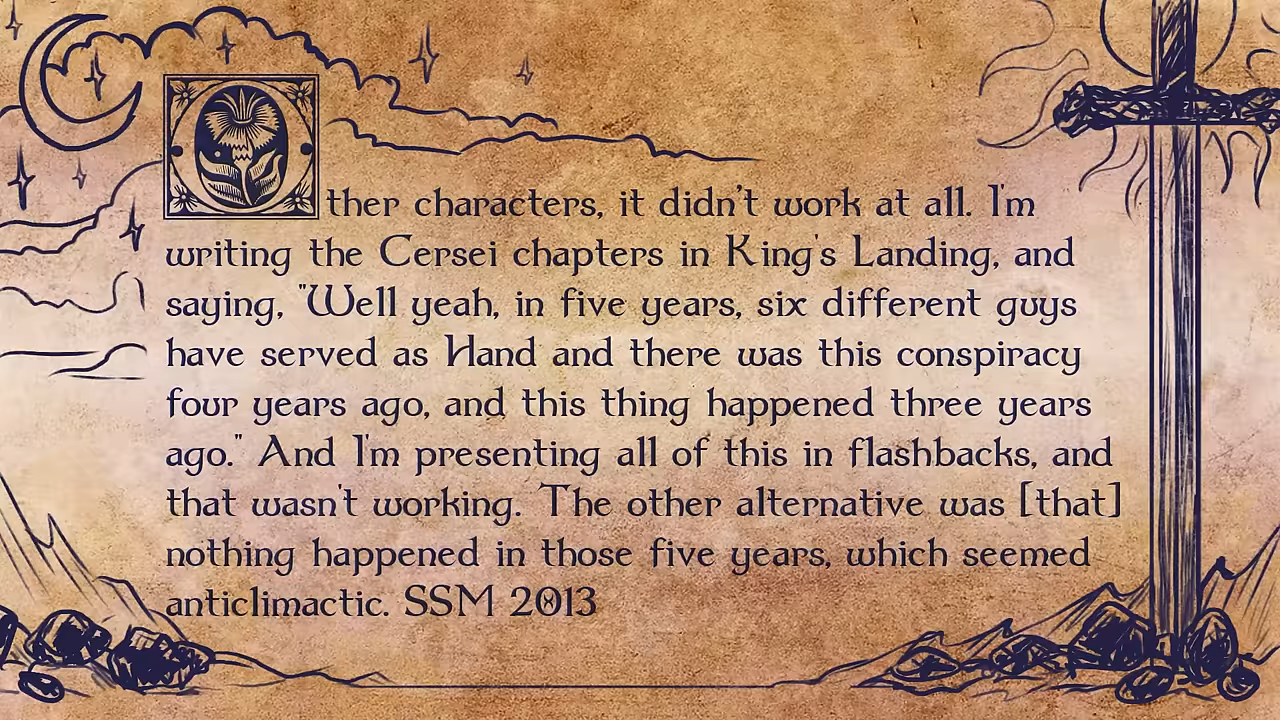 Other characters, it didn't work at all. I'm
writing the Cersei chapters in King's Landing, and
saying, "Well yeah, in five years, six different guys
have served as Hand and there was this conspiracy
four years ago, and this thing happened three years
ago." And I'm presenting all of this in flashbacks, and
that wasn't working. The other alternative was [that]
nothing happened in those five years, which seemed
anticlimactic. SSM 2013